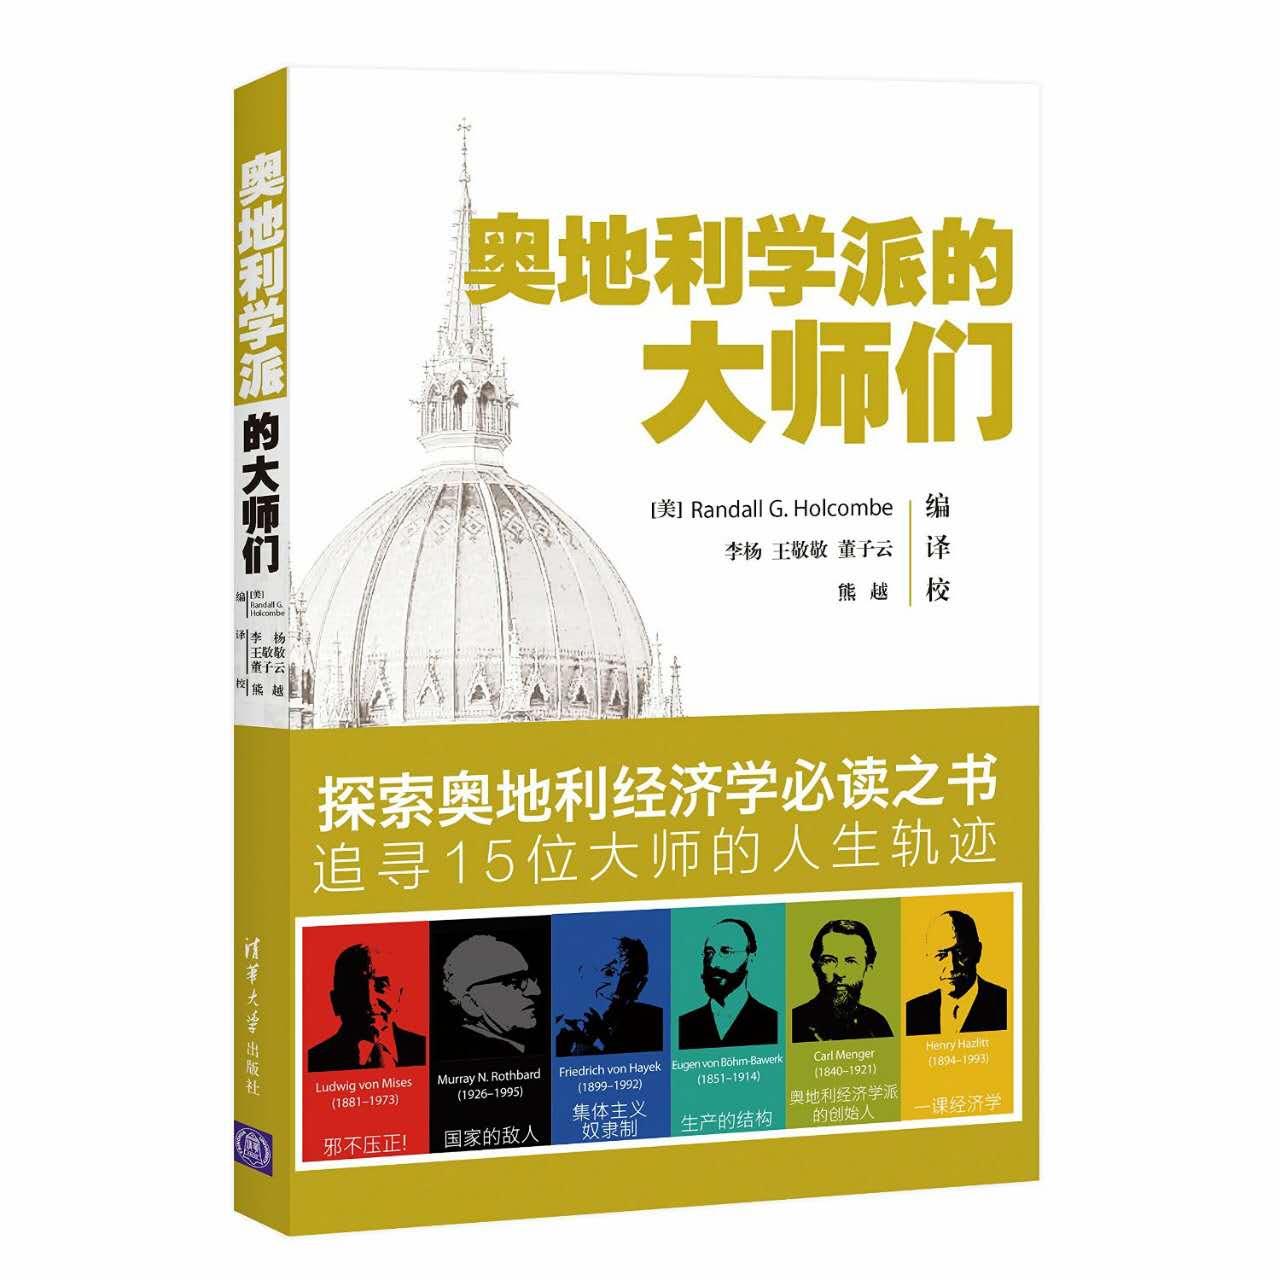 奥地利学派的
大师们
[美] Randall G. Holcombe 编
李杨 王敬敬 董子云 译
熊 越 校
探索奥地利经济学必读之书
追寻15位大师的人生轨迹
Ludwig von Mises
(1881–1973)
邪不压正!
Murray N. Rothbard
(1926–1995)
国家的敌人
Friedrich von Hayek
(1899–1992)
集体主义
奴隶制
Eugen von Böhm-Bawerk
(1851–1914)
生产的结构
Carl Menger
(1840–1921)
奥地利经济学派
的创始人
Henry Hazlitt
(1894–1993)
一课经济学
奥地利学派的大师们
编 [美] Randall G. Holcombe
译 李 杨
王敬敬
董子云
校 熊 越
清华大学出版社